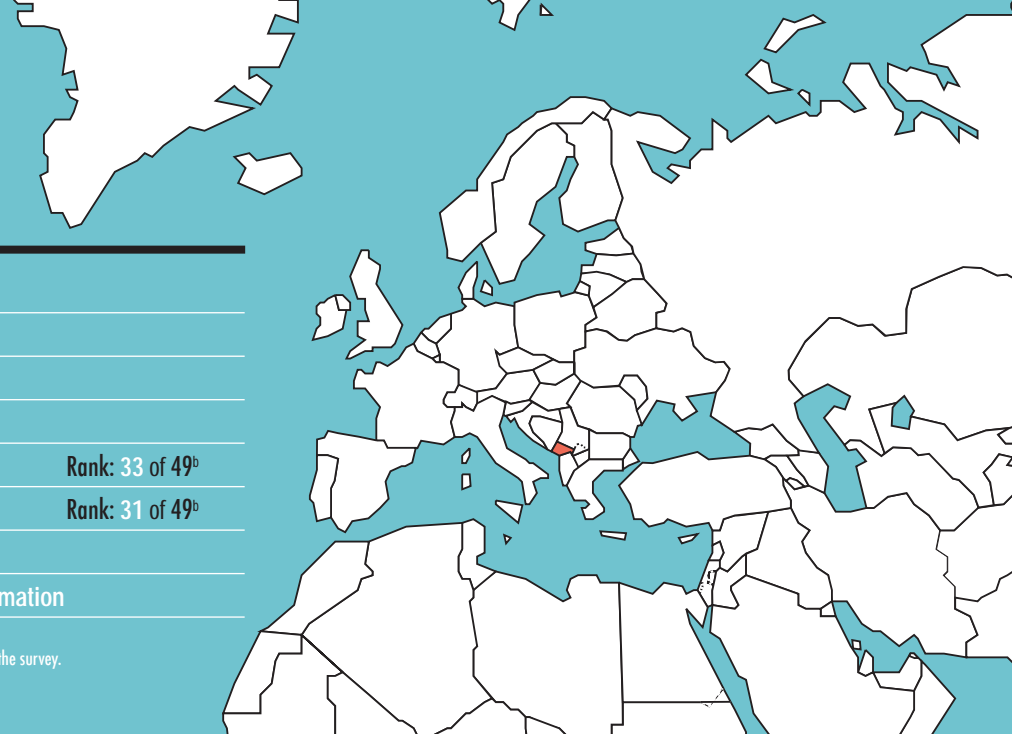 Rank: 33 of 49ᵇ
Rank: 31 of 49ᵇ
mation
the survey.